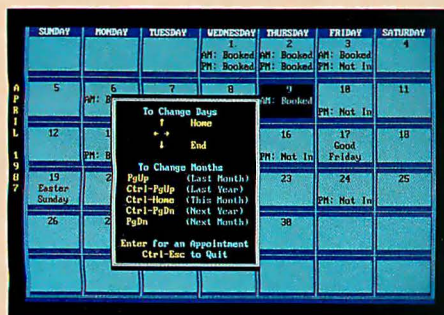 SUNDAY MONDAY TUESDAY WEDNESDAY THURSDAY FRIDAY SATURDAY
1 2 3 4
AM: Booked AM: Booked AM: Booked
PM: Booked PM: Booked PM: Not In
APRIL 1987
5 6 7 8 9 10 11
AM: B AM: Booked
PM: Not In
To Change Days
↑ Home
← →
↓ End
12 1 16 17 18
Good
Friday
PM: B PM: Not In
To Change Months
PgUp (Last Month)
Ctrl-PgUp (Last Year)
Ctrl-Home (This Month)
Ctrl-PgDn (Next Year)
PgDn (Next Month)
19 2 23 24 25
Easter
Sunday
PM: Not In
26 2 30
Enter for an Appointment
Ctrl-Esc to Quit